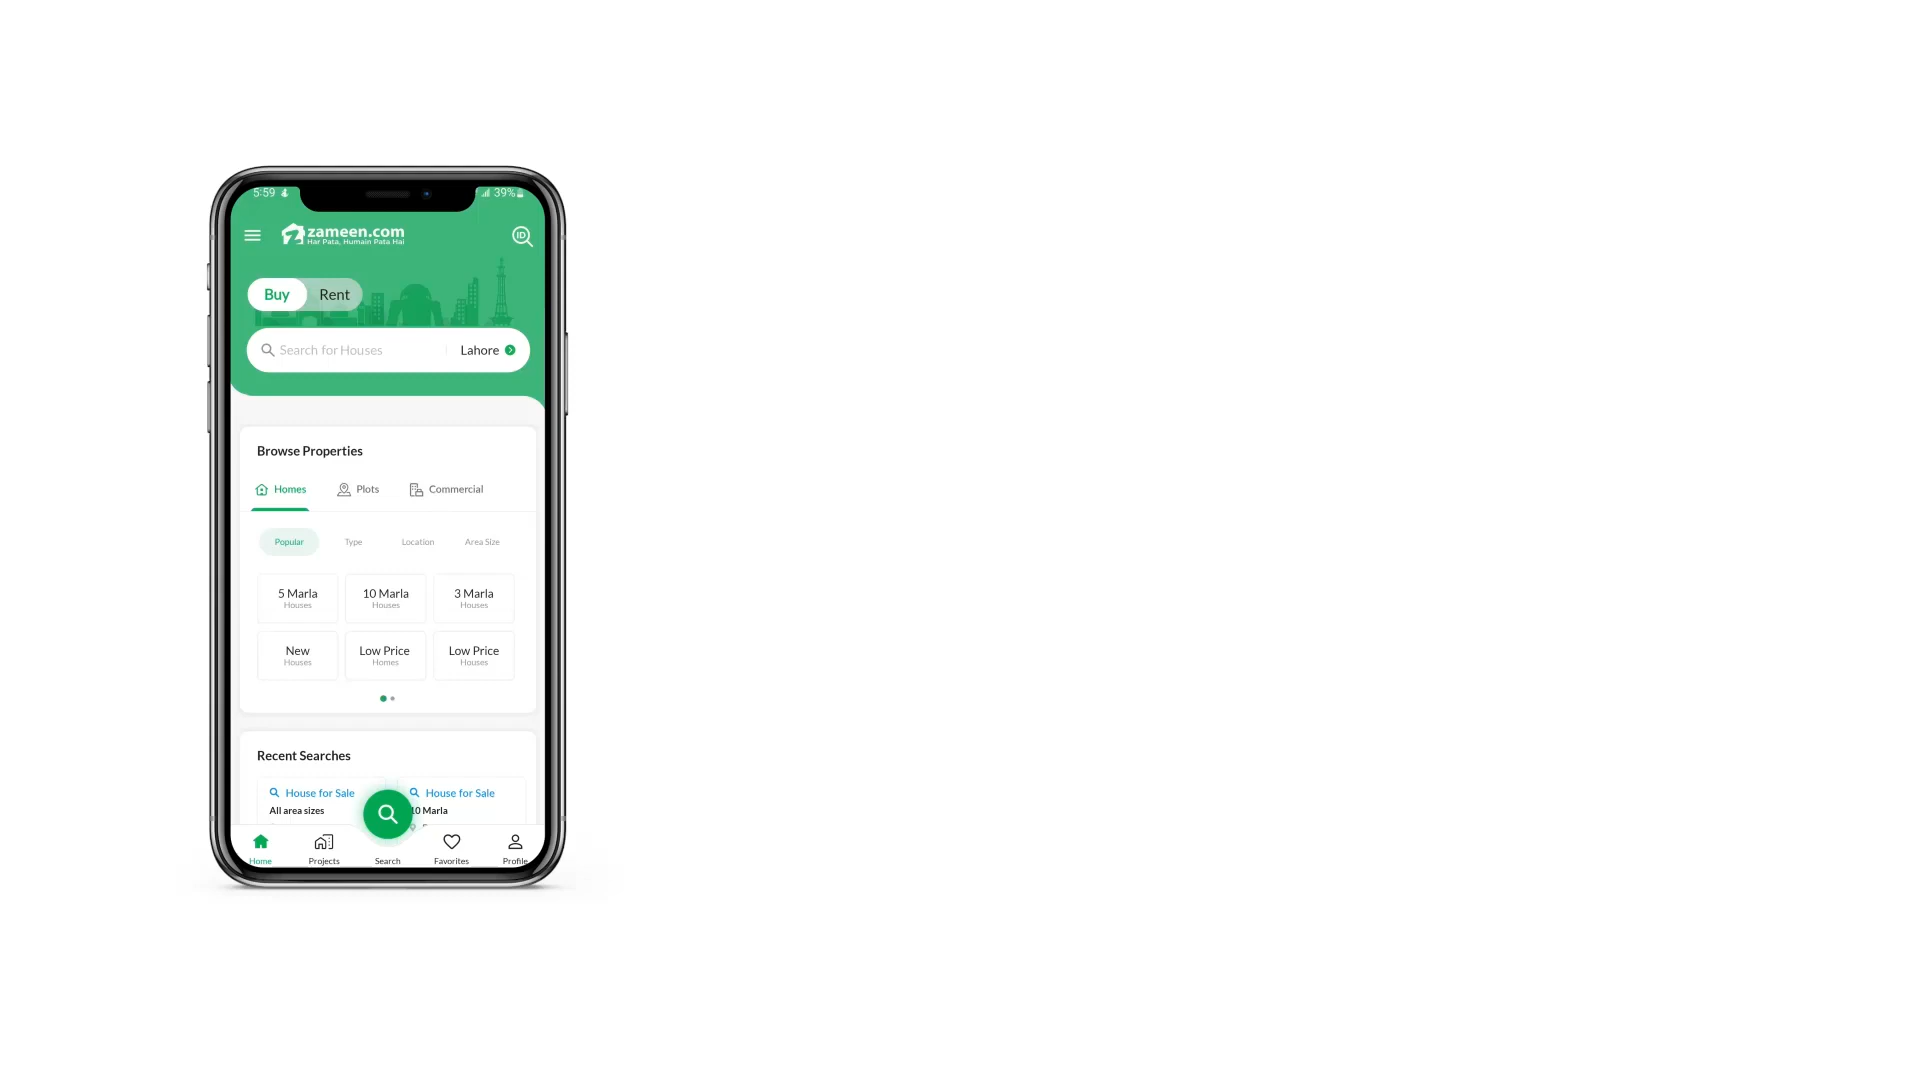 5:59
39%
zameen.com
Har Pata, Humain Pata Hai
ID
Buy Rent
Search for Houses Lahore
Browse Properties
Homes Plots Commercial
Popular Type Location Area Size
5 Marla 10 Marla 3 Marla
Houses Houses Houses
New Low Price Low Price
Houses Homes Houses
Recent Searches
House for Sale House for Sale
All area sizes 10 Marla
Home Projects Search Favorites Profile